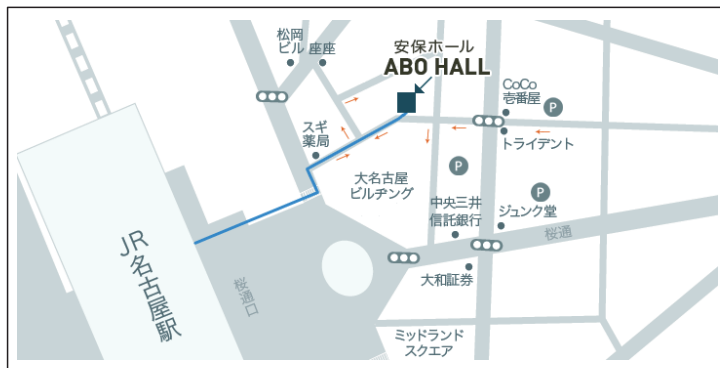 松岡
ビル
座座
安保ホール
ABO HALL
CoCo
壱番屋
P
スギ
薬局
トライデント
大名古屋
ビルヂング
P
中央三井
信託銀行
P
ジュンク堂
桜通
JR名古屋駅
桜通口
大和証券
ミッドランド
スクエア